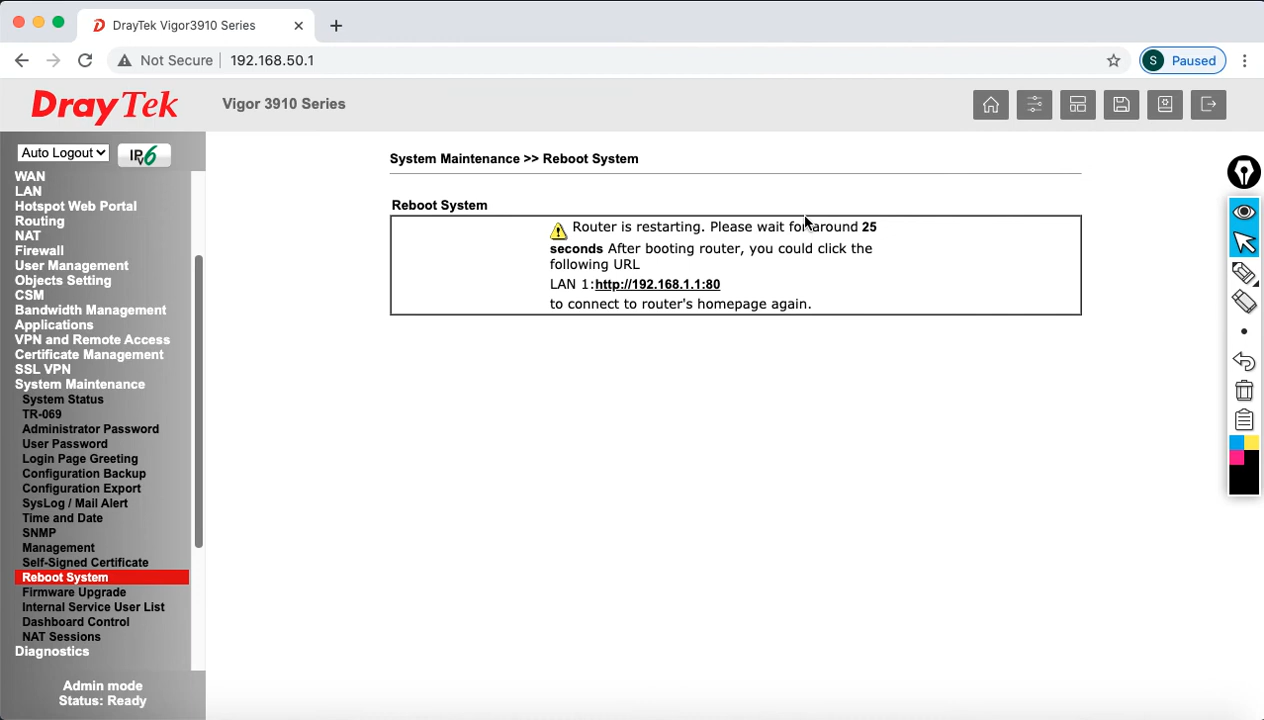 DrayTek Vigor3910 Series
Not Secure
192.168.50.1
S
Paused
DrayTek
Vigor 3910 Series
Auto Logout
IPv6
WAN
LAN
Hotspot Web Portal
Routing
NAT
Firewall
User Management
Objects Setting
CSM
Bandwidth Management
Applications
VPN and Remote Access
Certificate Management
SSL VPN
System Maintenance
System Status
TR-069
Administrator Password
User Password
Login Page Greeting
Configuration Backup
Configuration Export
SysLog / Mail Alert
Time and Date
SNMP
Management
Self-Signed Certificate
Reboot System
Firmware Upgrade
Internal Service User List
Dashboard Control
NAT Sessions
Diagnostics
Admin mode
Status: Ready
System Maintenance >> Reboot System
Reboot System
Router is restarting. Please wait for around 25
seconds After booting router, you could click the
following URL
LAN 1:http://192.168.1.1:80
to connect to router's homepage again.